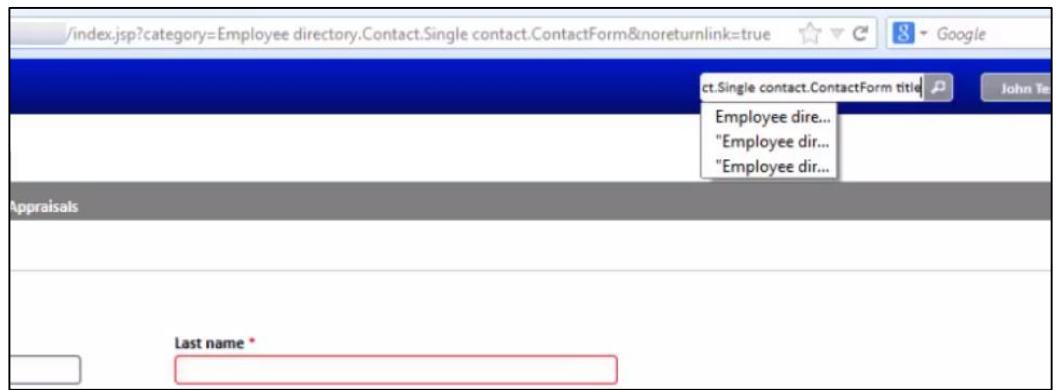 /index.jsp?category=Employee directory.Contact.Single contact.ContactForm&noreturnlink=true
8 Google
ct.Single contact.ContactForm title
John Te
Employee dire...
"Employee dir...
"Employee dir...
Appraisals
Last name *